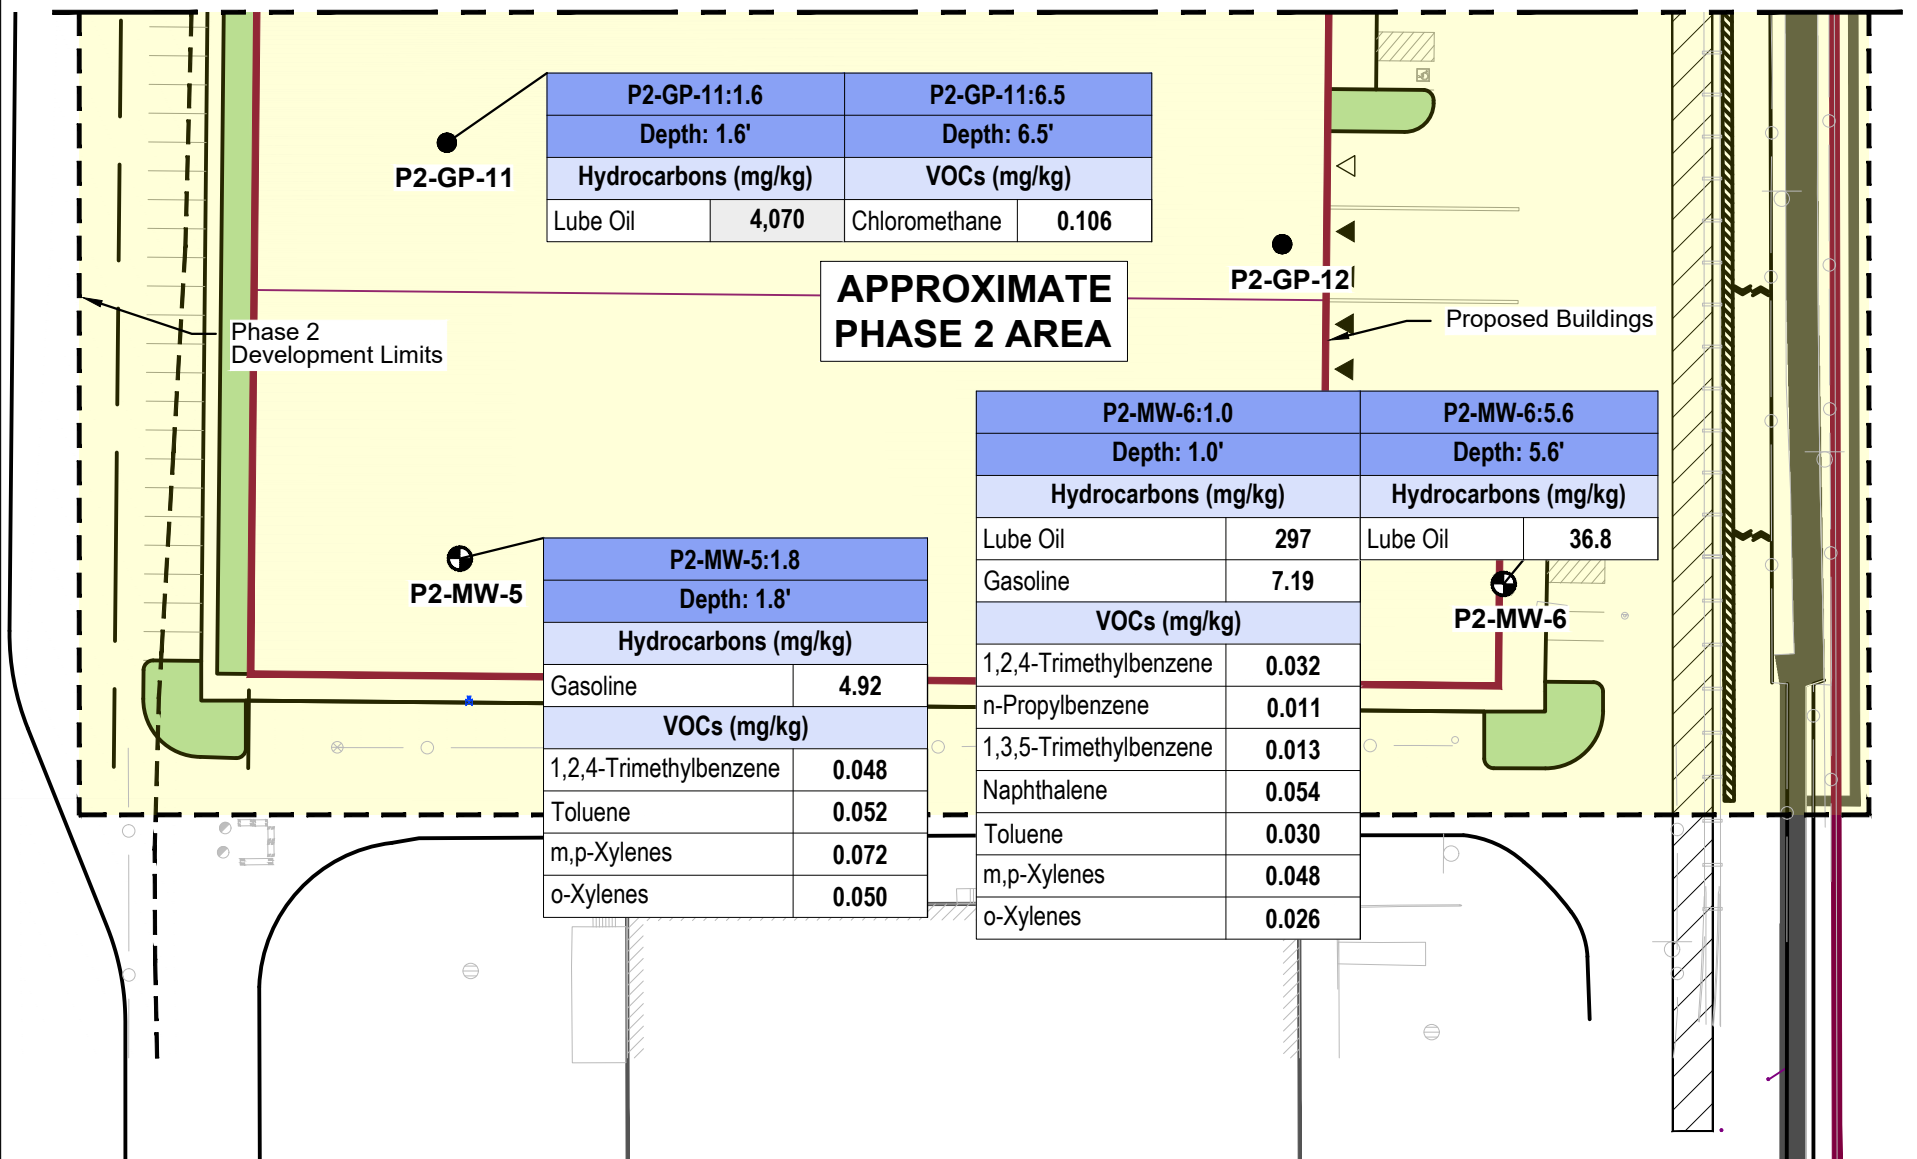 P2-GP-11:1.6 P2-GP-11:6.5
Depth: 1.6' Depth: 6.5'
Hydrocarbons (mg/kg) VOCs (mg/kg)
Lube Oil 4,070 Chloromethane 0.106
P2-GP-11
P2-GP-12
APPROXIMATE
PHASE 2 AREA
Phase 2
Development Limits
Proposed Buildings
P2-MW-6:1.0 P2-MW-6:5.6
Depth: 1.0' Depth: 5.6'
Hydrocarbons (mg/kg) Hydrocarbons (mg/kg)
Lube Oil 297 Lube Oil 36.8
Gasoline 7.19
VOCs (mg/kg)
1,2,4-Trimethylbenzene 0.032
n-Propylbenzene 0.011
1,3,5-Trimethylbenzene 0.013
Naphthalene 0.054
Toluene 0.030
m,p-Xylenes 0.048
o-Xylenes 0.026
P2-MW-6
P2-MW-5
P2-MW-5:1.8
Depth: 1.8'
Hydrocarbons (mg/kg)
Gasoline 4.92
VOCs (mg/kg)
1,2,4-Trimethylbenzene 0.048
Toluene 0.052
m,p-Xylenes 0.072
o-Xylenes 0.050